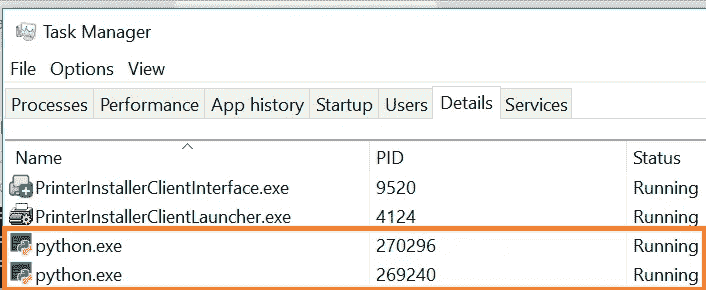 Task Manager
File Options View
Processes Performance App history Startup Users Details Services
Name PID Status
PrinterInstallerClientInterface.exe 9520 Running
PrinterInstallerClientLauncher.exe 4124 Running
python.exe 270296 Running
python.exe 269240 Running